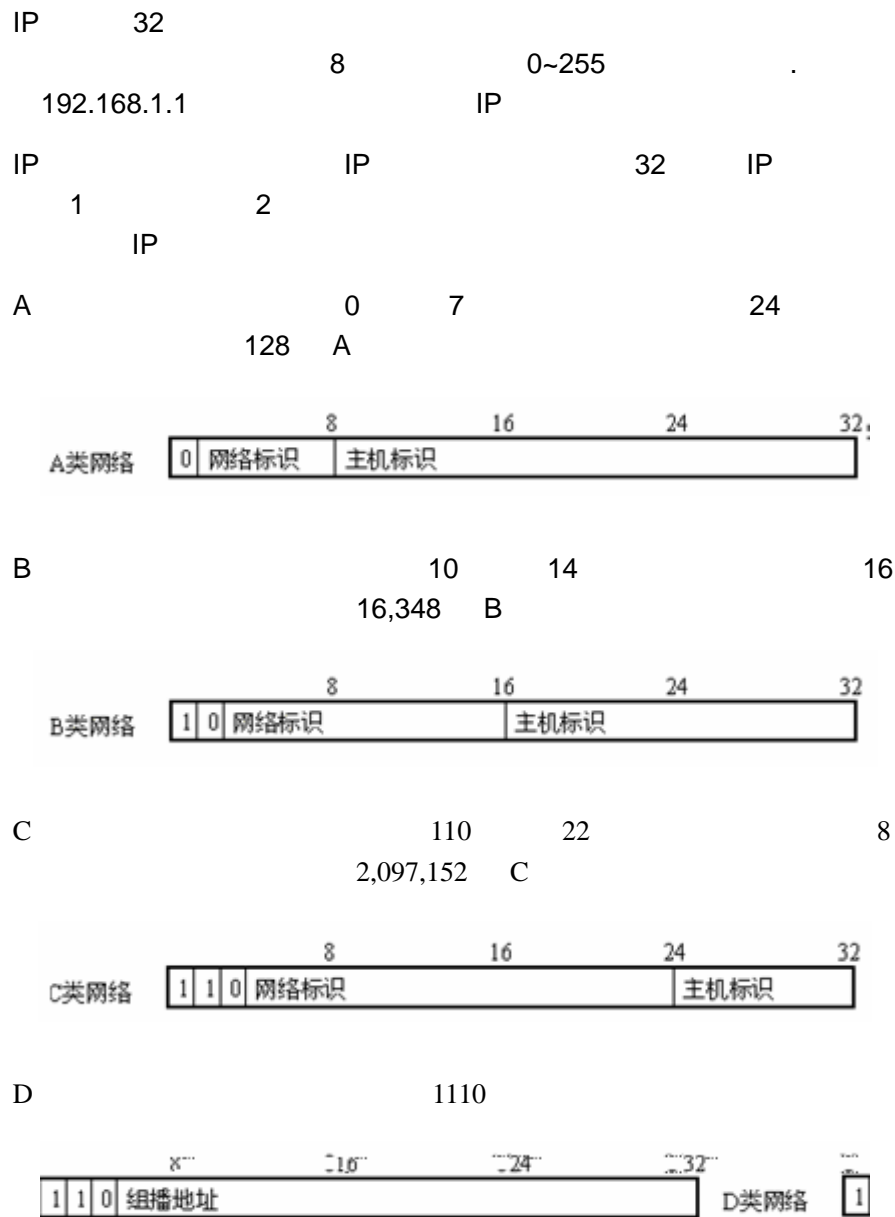 IP 32
8 0~255 .
192.168.1.1 IP
IP IP 32 IP
1 2
IP
A 0 7 24
128 A
8 16 24 32
A类网络 0 网络标识 主机标识
B 10 14 16
16,348 B
8 16 24 32
B类网络 1 0 网络标识 主机标识
C 110 22 8
2,097,152 C
8 16 24 32
C类网络 1 1 0 网络标识 主机标识
D 1110
8 16 24 32
1 1 0 组播地址 D类网络 1